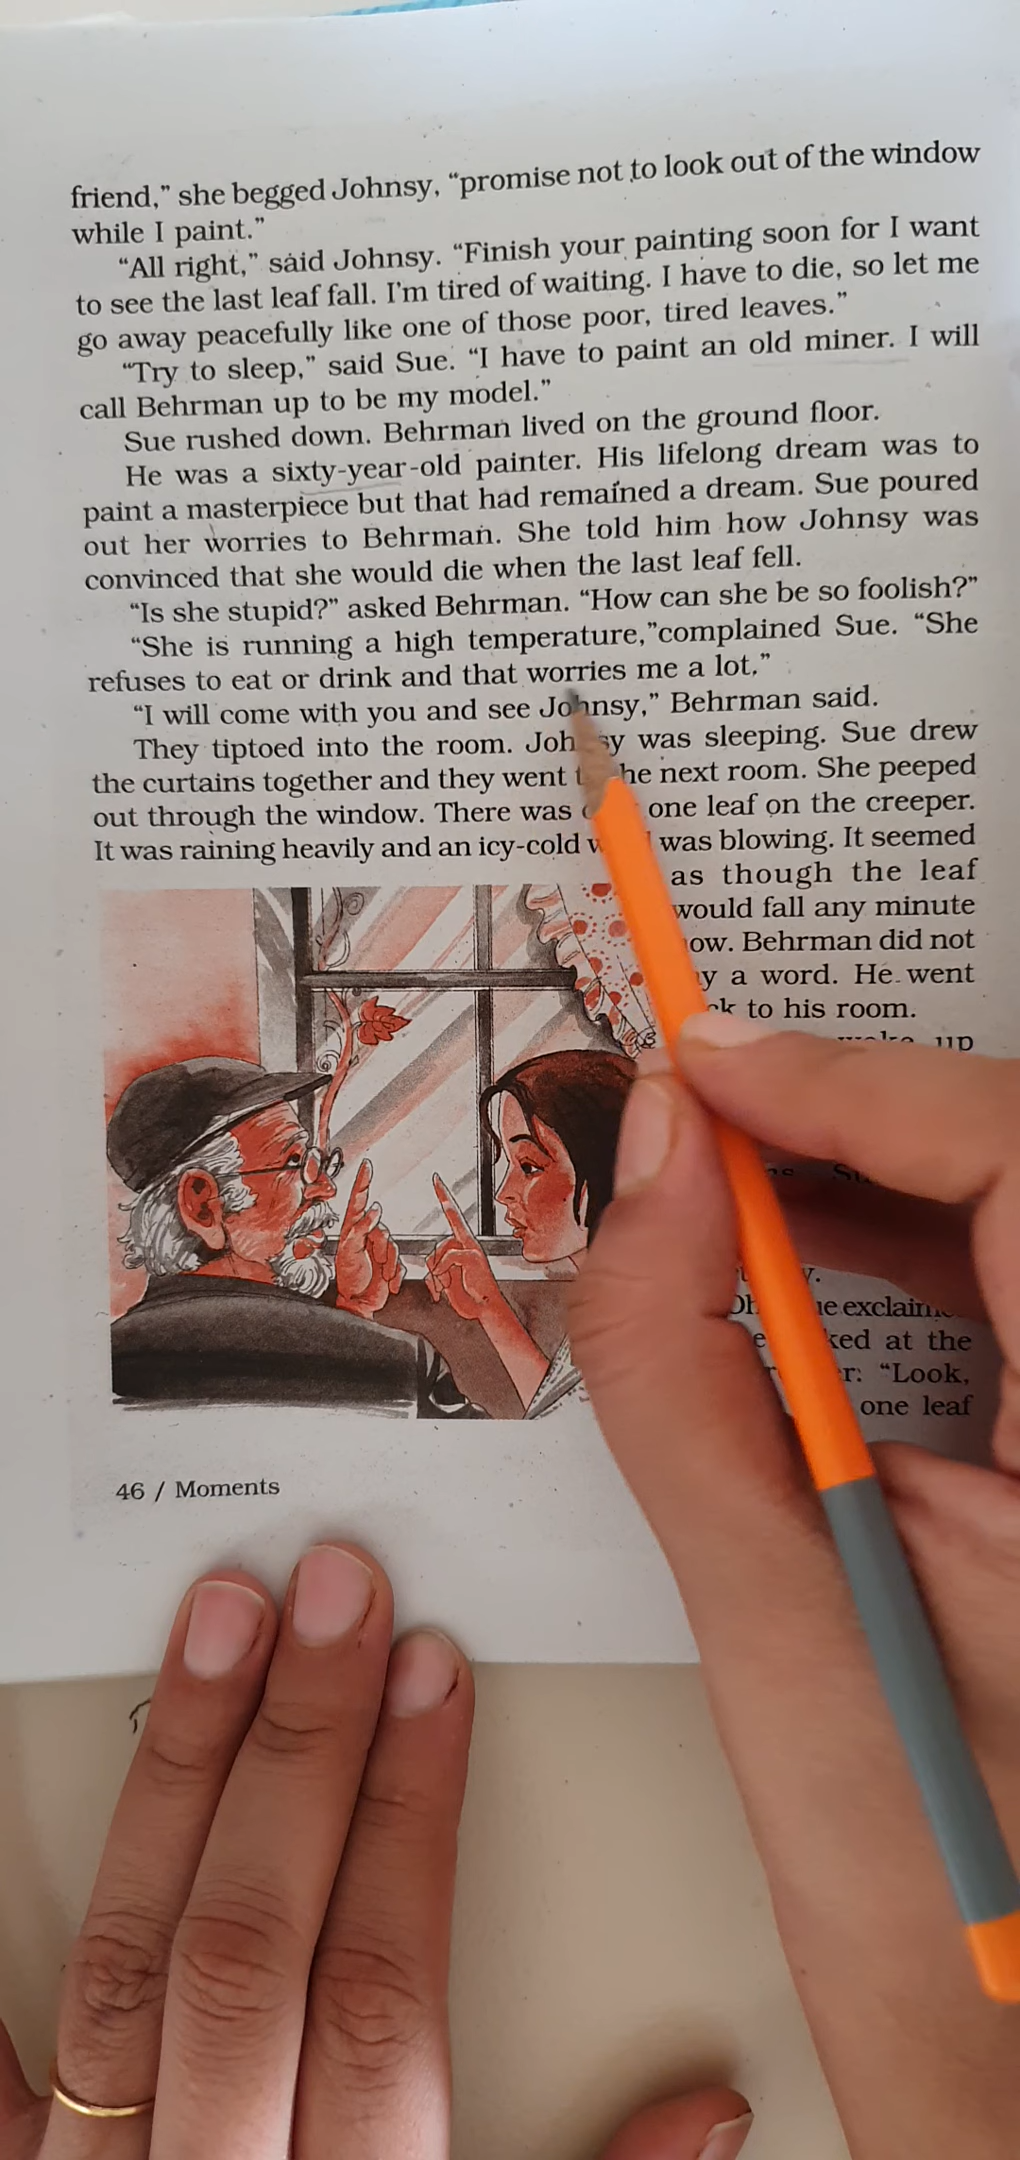 friend,” she begged Johnsy, “promise not to look out of the window
while I paint.”
“All right,” said Johnsy. “Finish your painting soon for I want
to see the last leaf fall. I'm tired of waiting. I have to die, so let me
go away peacefully like one of those poor, tired leaves.”
“Try to sleep,” said Sue. “I have to paint an old miner. I will
call Behrman up to be my model.”
Sue rushed down. Behrman lived on the ground floor.
He was a sixty-year-old painter. His lifelong dream was to
paint a masterpiece but that had remained a dream. Sue poured
out her worries to Behrman. She told him how Johnsy was
convinced that she would die when the last leaf fell.
“Is she stupid?” asked Behrman. “How can she be so foolish?”
“She is running a high temperature,”complained Sue. “She
refuses to eat or drink and that worries me a lot.”
“I will come with you and see Johnsy,” Behrman said.
They tiptoed into the room. Johnsy was sleeping. Sue drew
the curtains together and they went the next room. She peeped
out through the window. There was one leaf on the creeper.
It was raining heavily and an icy-cold was blowing. It seemed
as though the leaf
would fall any minute
Behrman did not
a word. He went
to his room.
up
exclaim
at the
“Look,
one leaf
46 / Moments